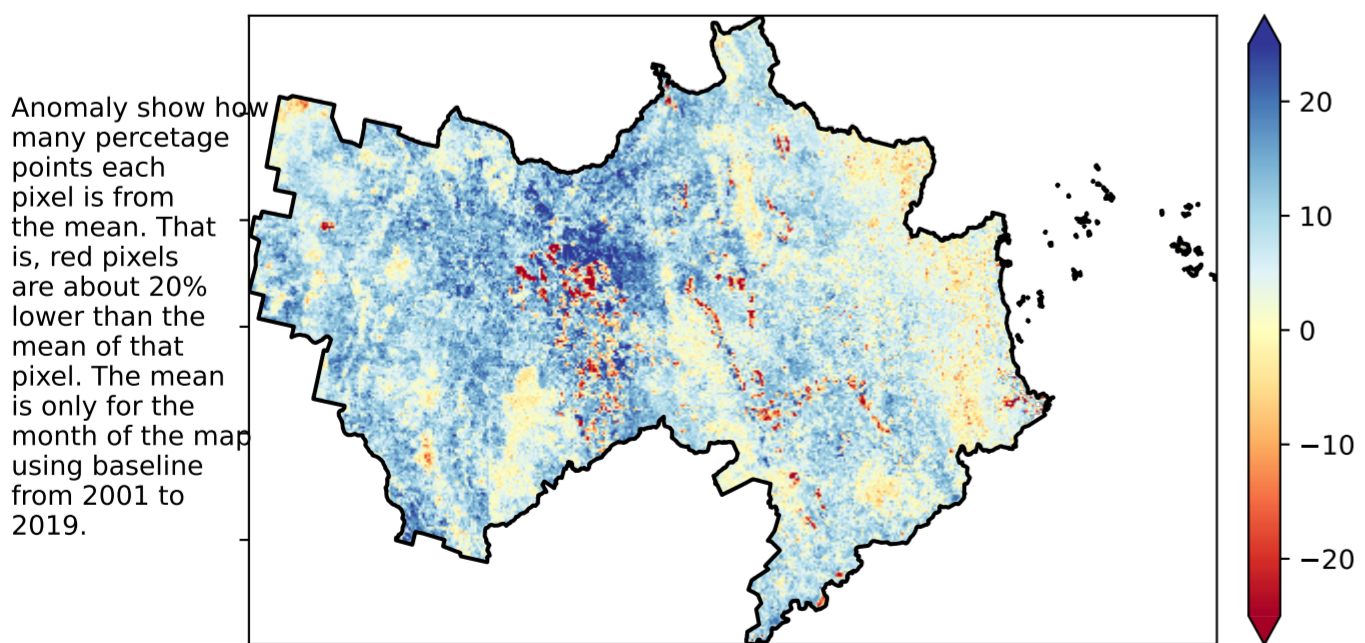 Anomaly show how
many percetage
points each
pixel is from
the mean. That
is, red pixels
are about 20%
lower than the
mean of that
pixel. The mean
is only for the
month of the map
using baseline
from 2001 to
2019.
20
10
0
−10
−20